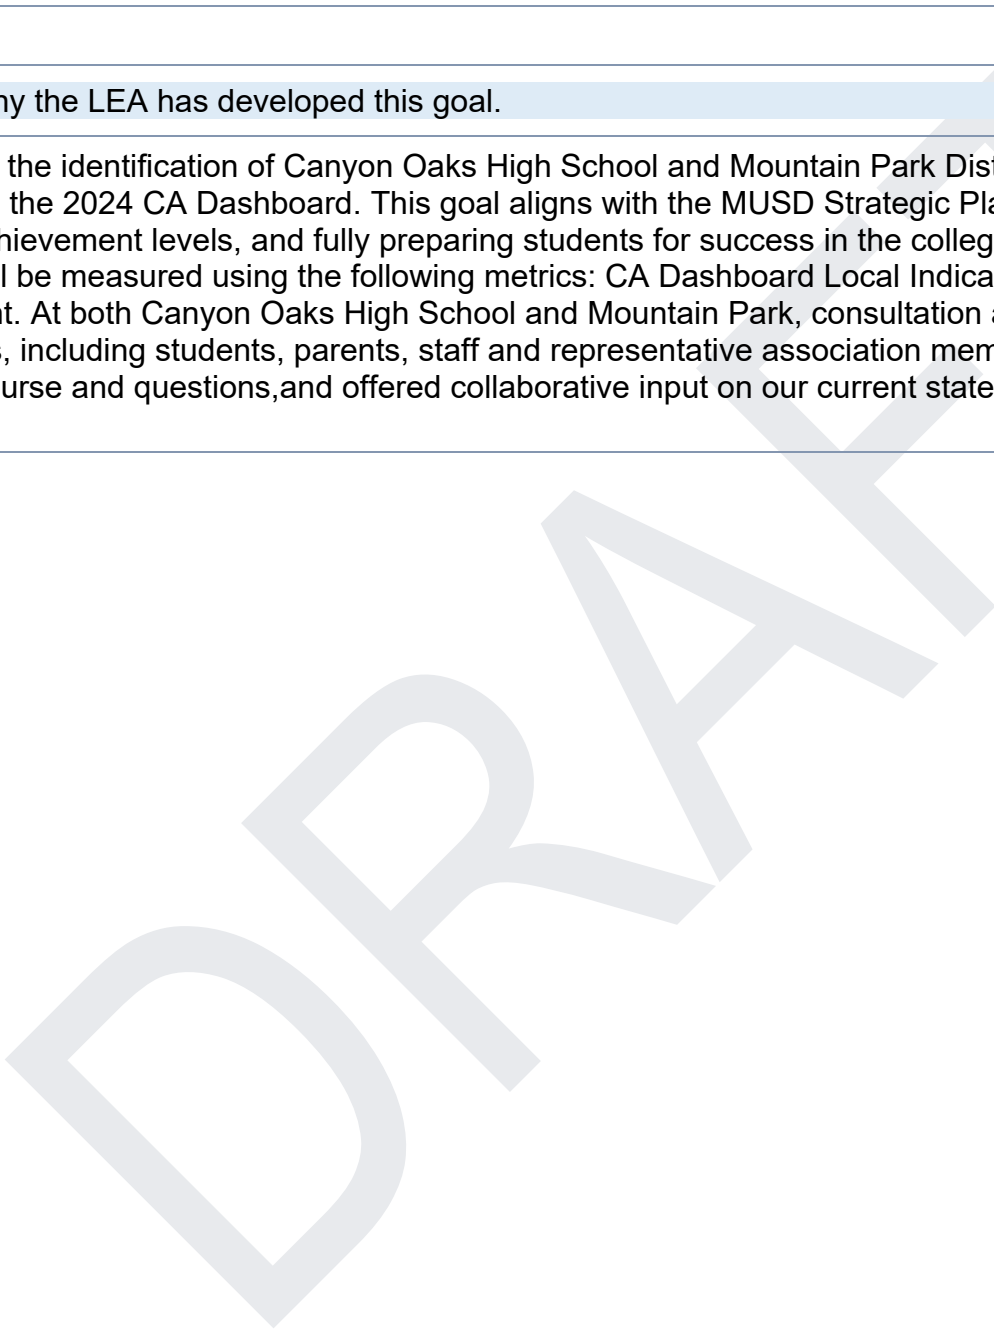 ny the LEA has developed this goal.
the identification of Canyon Oaks High School and Mountain Park Dist
the 2024 CA Dashboard. This goal aligns with the MUSD Strategic Pla
hievement levels, and fully preparing students for success in the colleg
l be measured using the following metrics: CA Dashboard Local Indica
nt. At both Canyon Oaks High School and Mountain Park, consultation a
s, including students, parents, staff and representative association mem
urse and questions,and offered collaborative input on our current state
DRAF